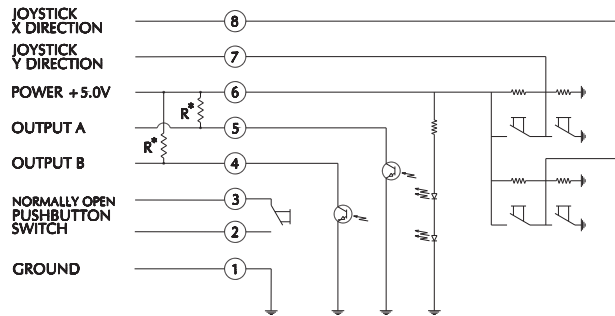 JOYSTICK
X DIRECTION
8
JOYSTICK
Y DIRECTION
7
POWER +5.0V
6
R*
OUTPUT A
5
R*
OUTPUT B
4
NORMALLY OPEN
PUSHBUTTON
SWITCH
3
2
GROUND
1